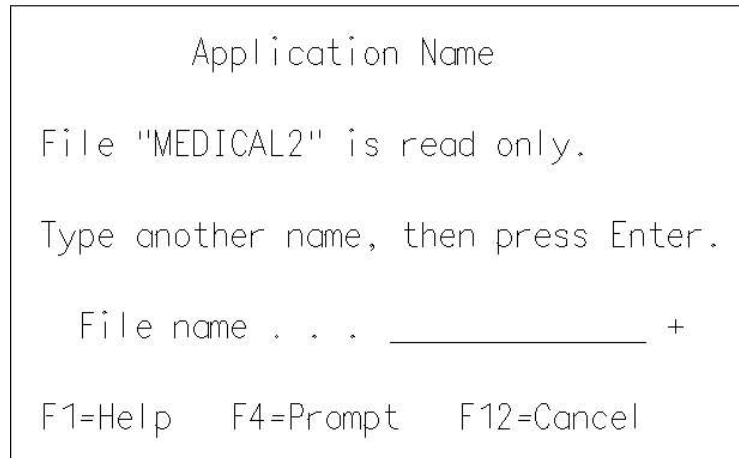 Application Name
File "MEDICAL2" is read only.
Type another name, then press Enter.
File name . . . ______________ +
F1=Help F4=Prompt F12=Cancel